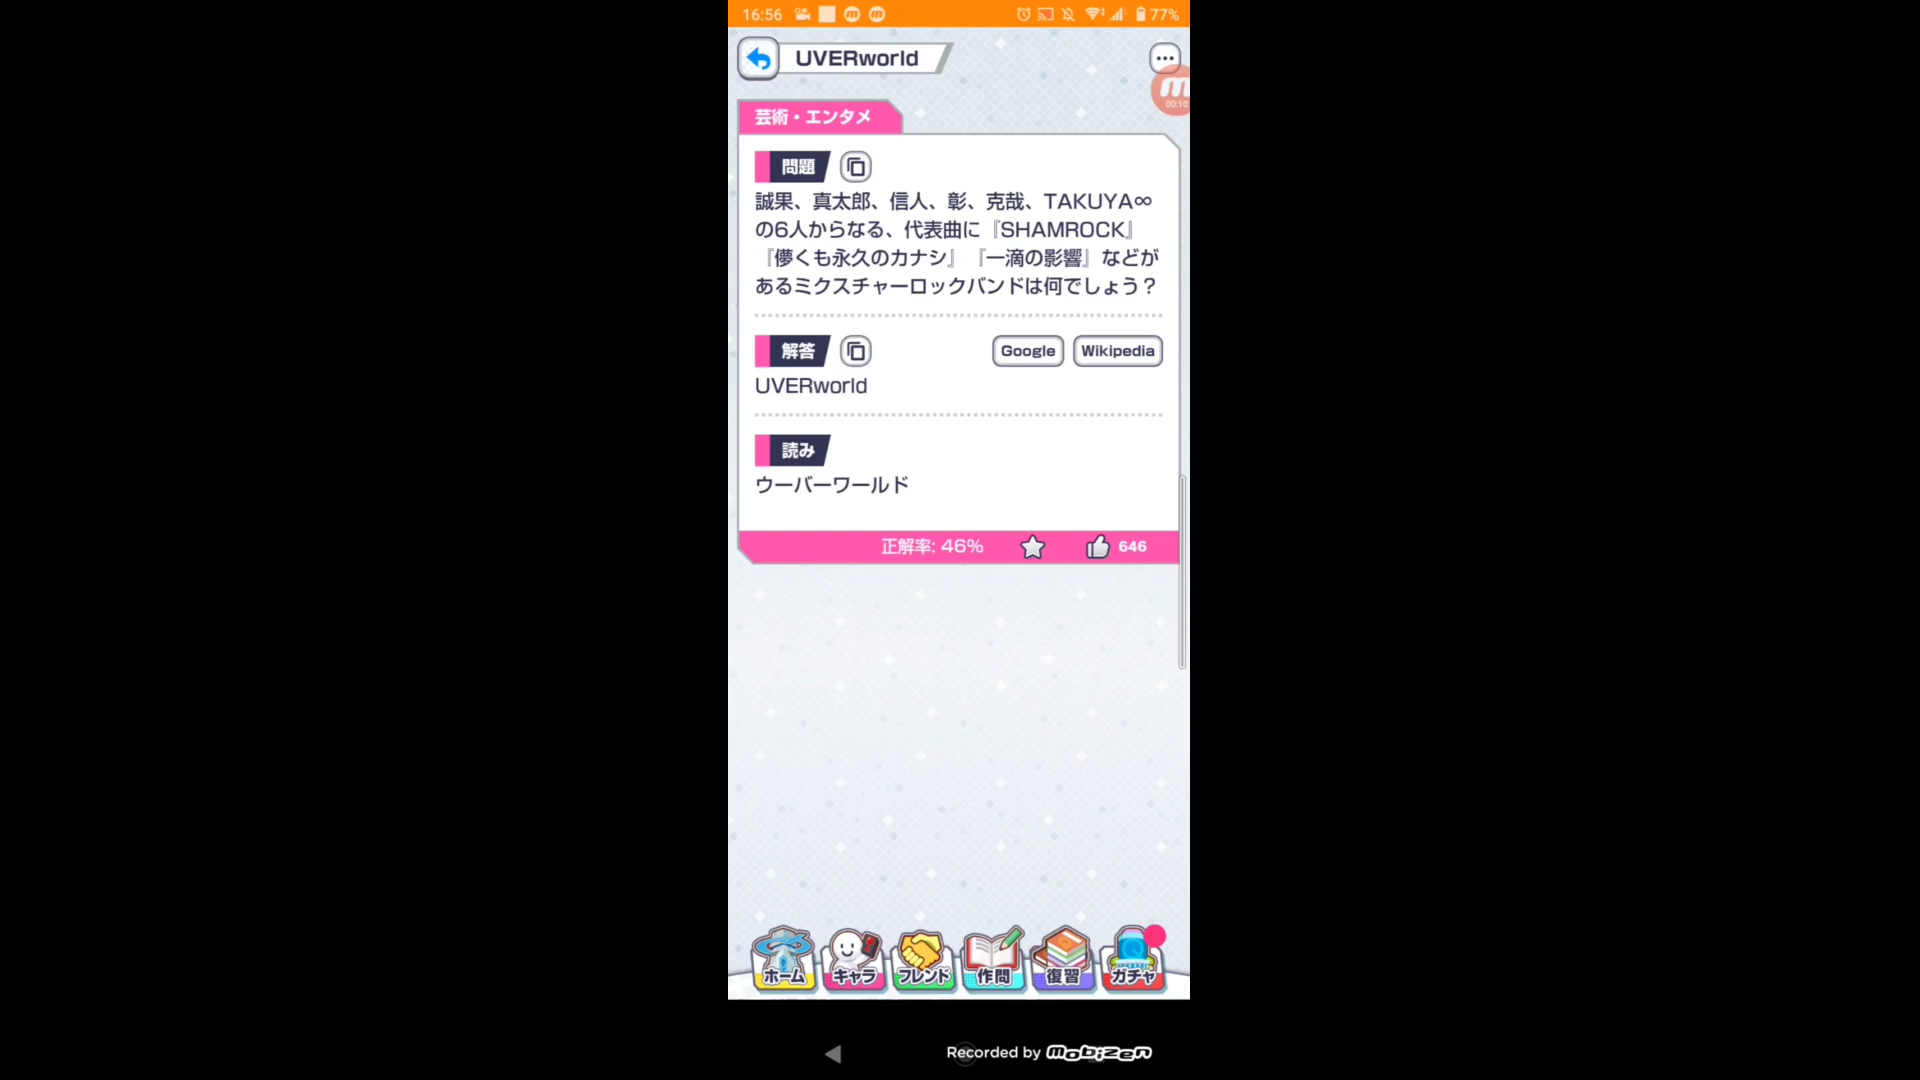 16:56
77%
UVERworld
00:10
芸術・エンタメ
問題
誠果、真太郎、信人、彰、克哉、TAKUYA∞
の6人からなる、代表曲に『SHAMROCK』
『儚くも永久のカナシ』『一滴の影響』などが
あるミクスチャーロックバンドは何でしょう？
解答
Google
Wikipedia
UVERworld
読み
ウーバーワールド
正解率: 46%
646
ホーム
キャラ
フレンド
作問
復習
ガチャ
Recorded by mobizen